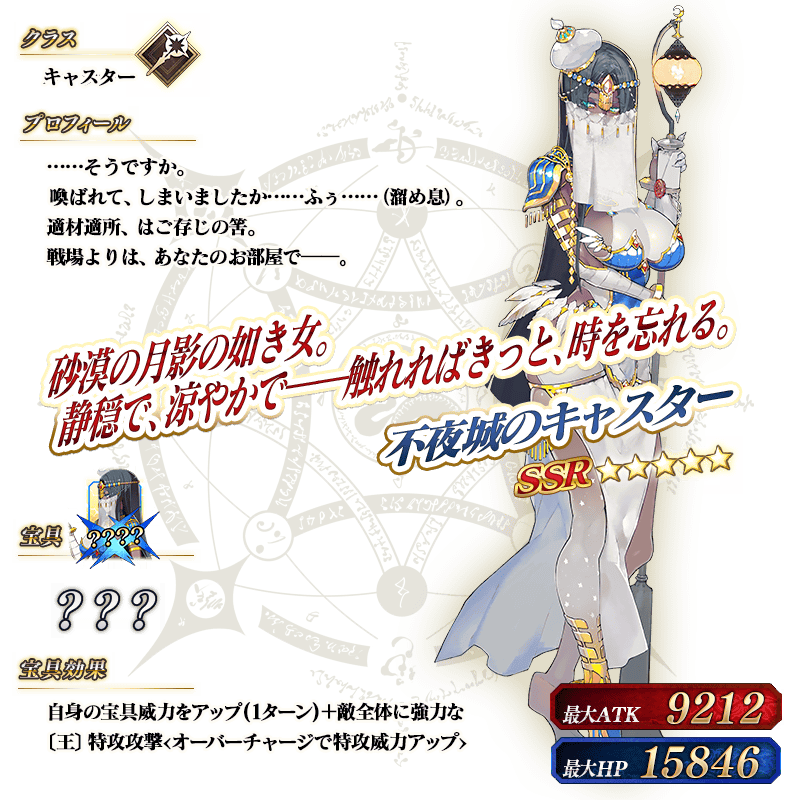 クラス
キャスター
プロフィール
……そうですか。
喚ばれて、しまいましたか……ふぅ……（溜め息）。
適材適所、はご存じの筈。
戦場よりは、あなたのお部屋で――。
砂漠の月影の如き女。
静穏で、涼やかで――触れればきっと、時を忘れる。
不夜城のキャスター
SSR ☆☆☆☆☆
宝具
????
???
宝具効果
自身の宝具威力をアップ(1ターン)＋敵全体に強力な
〔王〕特攻攻撃<オーバーチャージで特攻威力アップ>
最大ATK 9212
最大HP 15846